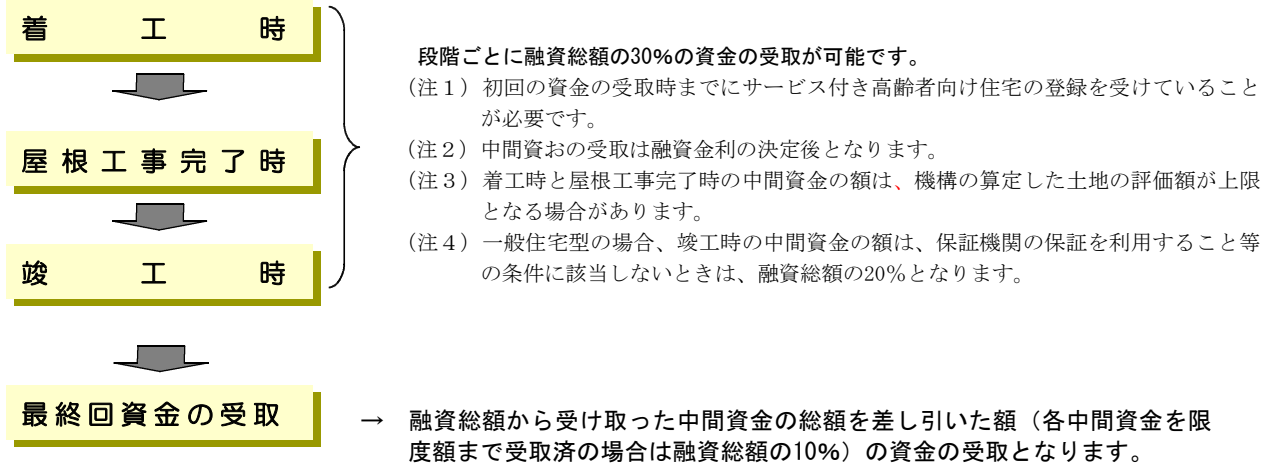 着工時
段階ごとに融資総額の30％の資金の受取が可能です。
（注１）初回の資金の受取時までにサービス付き高齢者向け住宅の登録を受けていること
が必要です。
屋根工事完了時
（注２）中間資おの受取は融資金利の決定後となります。
（注３）着工時と屋根工事完了時の中間資金の額は、機構の算定した土地の評価額が上限
となる場合があります。
（注４）一般住宅型の場合、竣工時の中間資金の額は、保証機関の保証を利用すること等
の条件に該当しないときは、融資総額の20％となります。
竣工時
最終回資金の受取
→ 融資総額から受け取った中間資金の総額を差し引いた額（各中間資金を限
度額まで受取済の場合は融資総額の10％）の資金の受取となります。